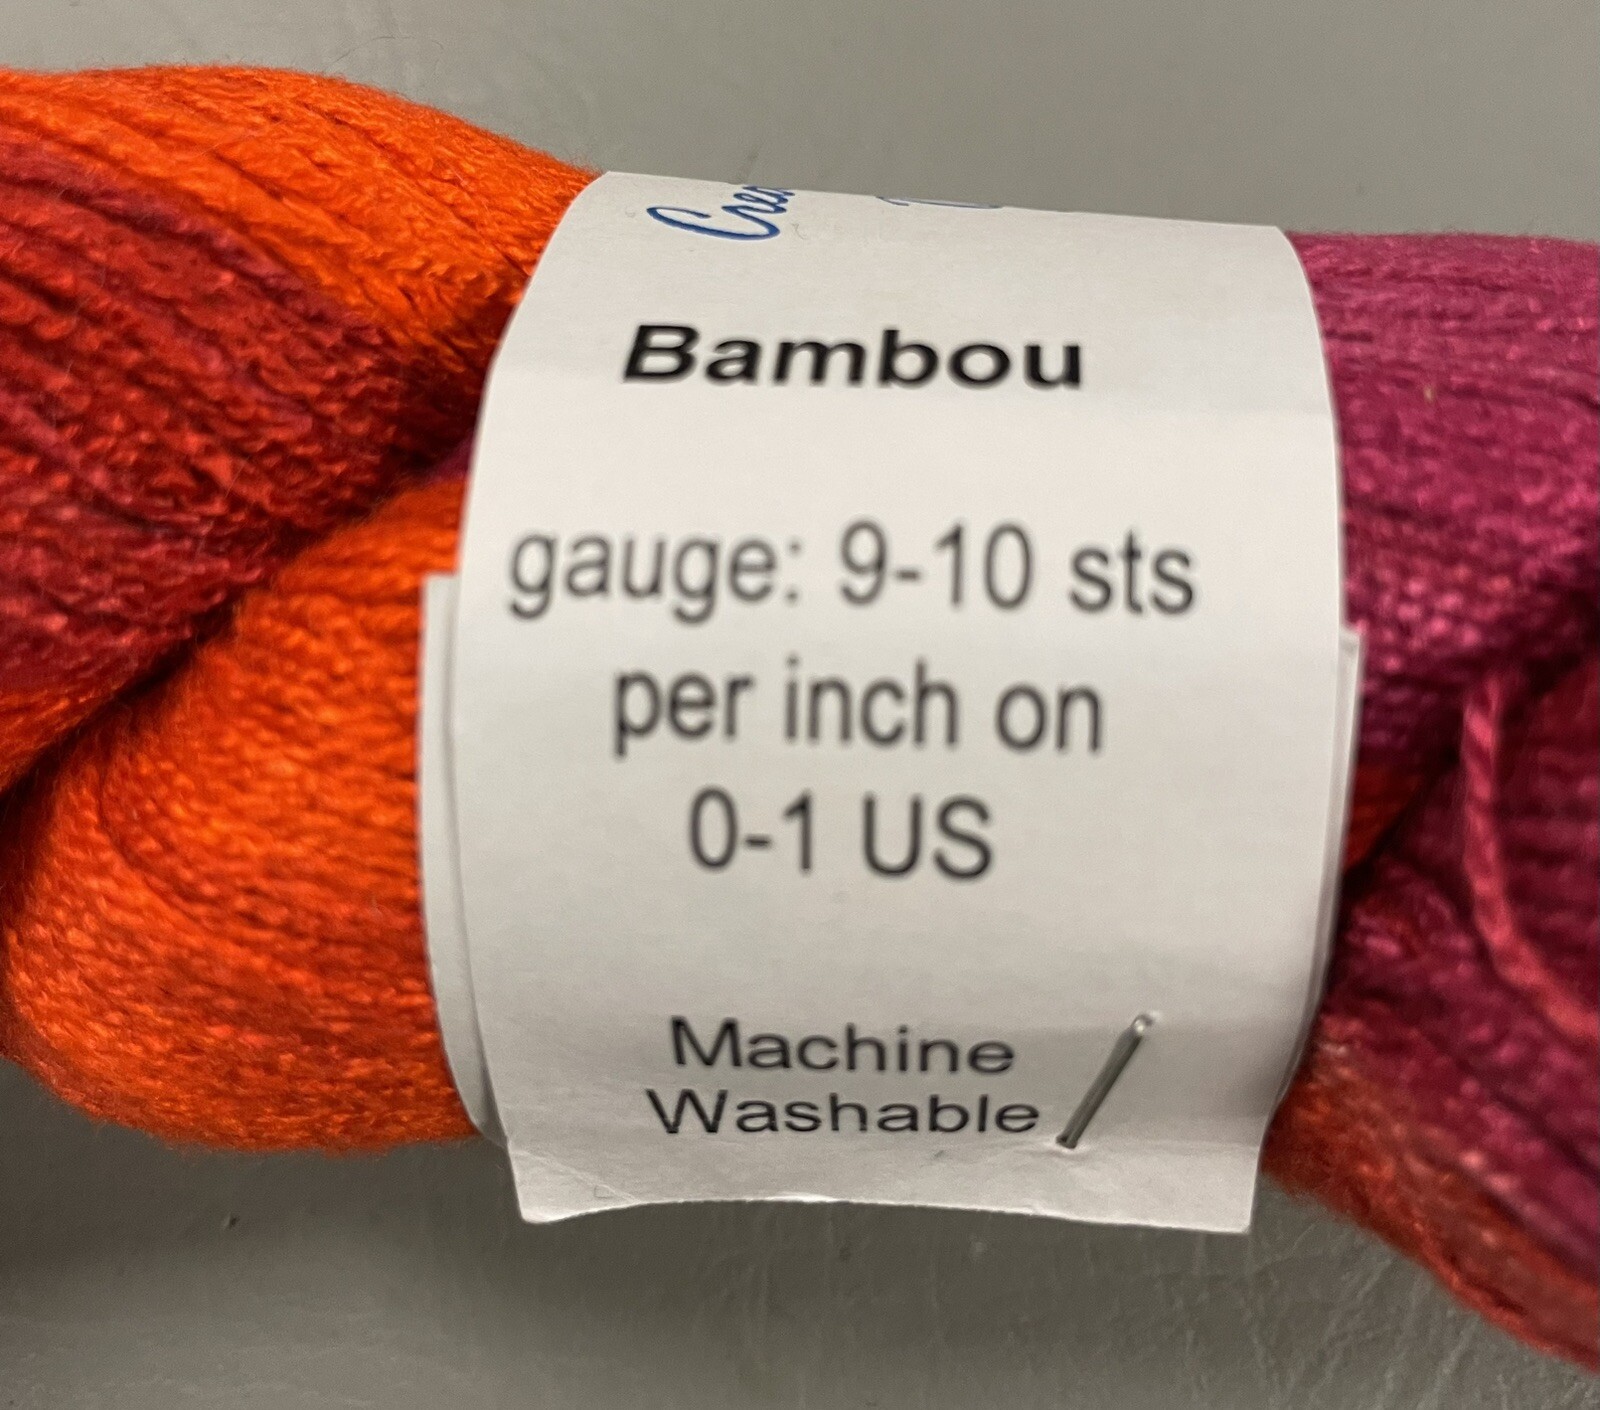 Bambou
gauge: 9-10 sts
per inch on
0-1 US
Machine
Washable